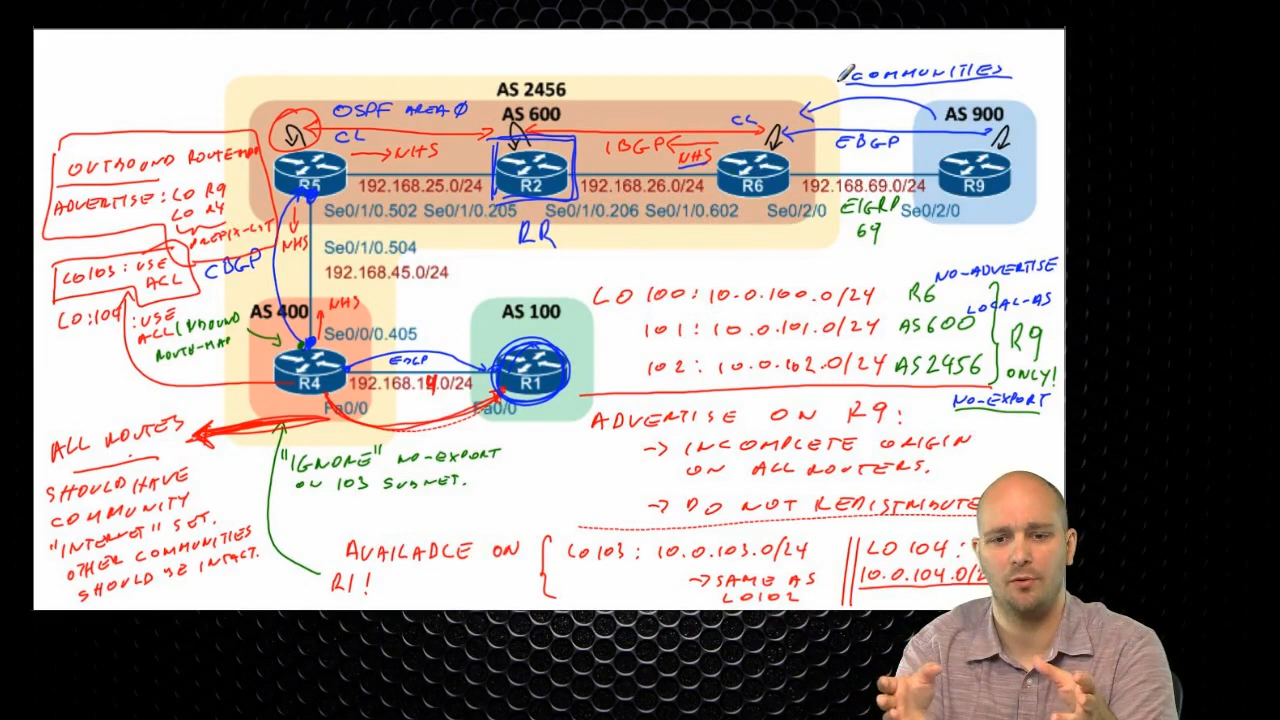 COMMUNITIES
AS 2456
OSPF AREA 0
AS 600
AS 900
CL
CL
→ NHS
IBGP
NHS
EBGP
R5
R2
R6
R9
192.168.25.0/24
192.168.26.0/24
192.168.69.0/24
Se0/1/0.502 Se0/1/0.205
Se0/1/0.206 Se0/1/0.602
Se0/2/0
Se0/2/0
EIGRP
69
RR
OUTBOUND ROUTE-MAP
ADVERTISE: LO R9
LO R4
PREFIX-LIST
LO103: USE
ACL
LO:104 : USE
ACL
INBOUND
ROUTE-MAP
NHS
EBGP
Se0/1/0.504
192.168.45.0/24
AS 400
NHS
Se0/0/0.405
AS 100
R4
EBGP
R1
192.168.14.0/24
Fa0/0
Fa0/0
NO-ADVERTISE
LO 100: 10.0.100.0/24 R6
LOCAL-AS
101: 10.0.101.0/24 AS600
102: 10.0.102.0/24 AS2456
R9
ONLY!
NO-EXPORT
ADVERTISE ON R9:
→ INCOMPLETE ORIGIN
ON ALL ROUTERS.
→ DO NOT REDISTRIBUTE
ALL ROUTES
SHOULD HAVE
COMMUNITY
"INTERNET" SET.
OTHER COMMUNITIES
SHOULD BE INTACT.
"IGNORE" NO-EXPORT
ON 103 SUBNET.
AVAILABLE ON
R1!
LO103: 10.0.103.0/24
→ SAME AS
LO102
LO 104:
10.0.104.0/2